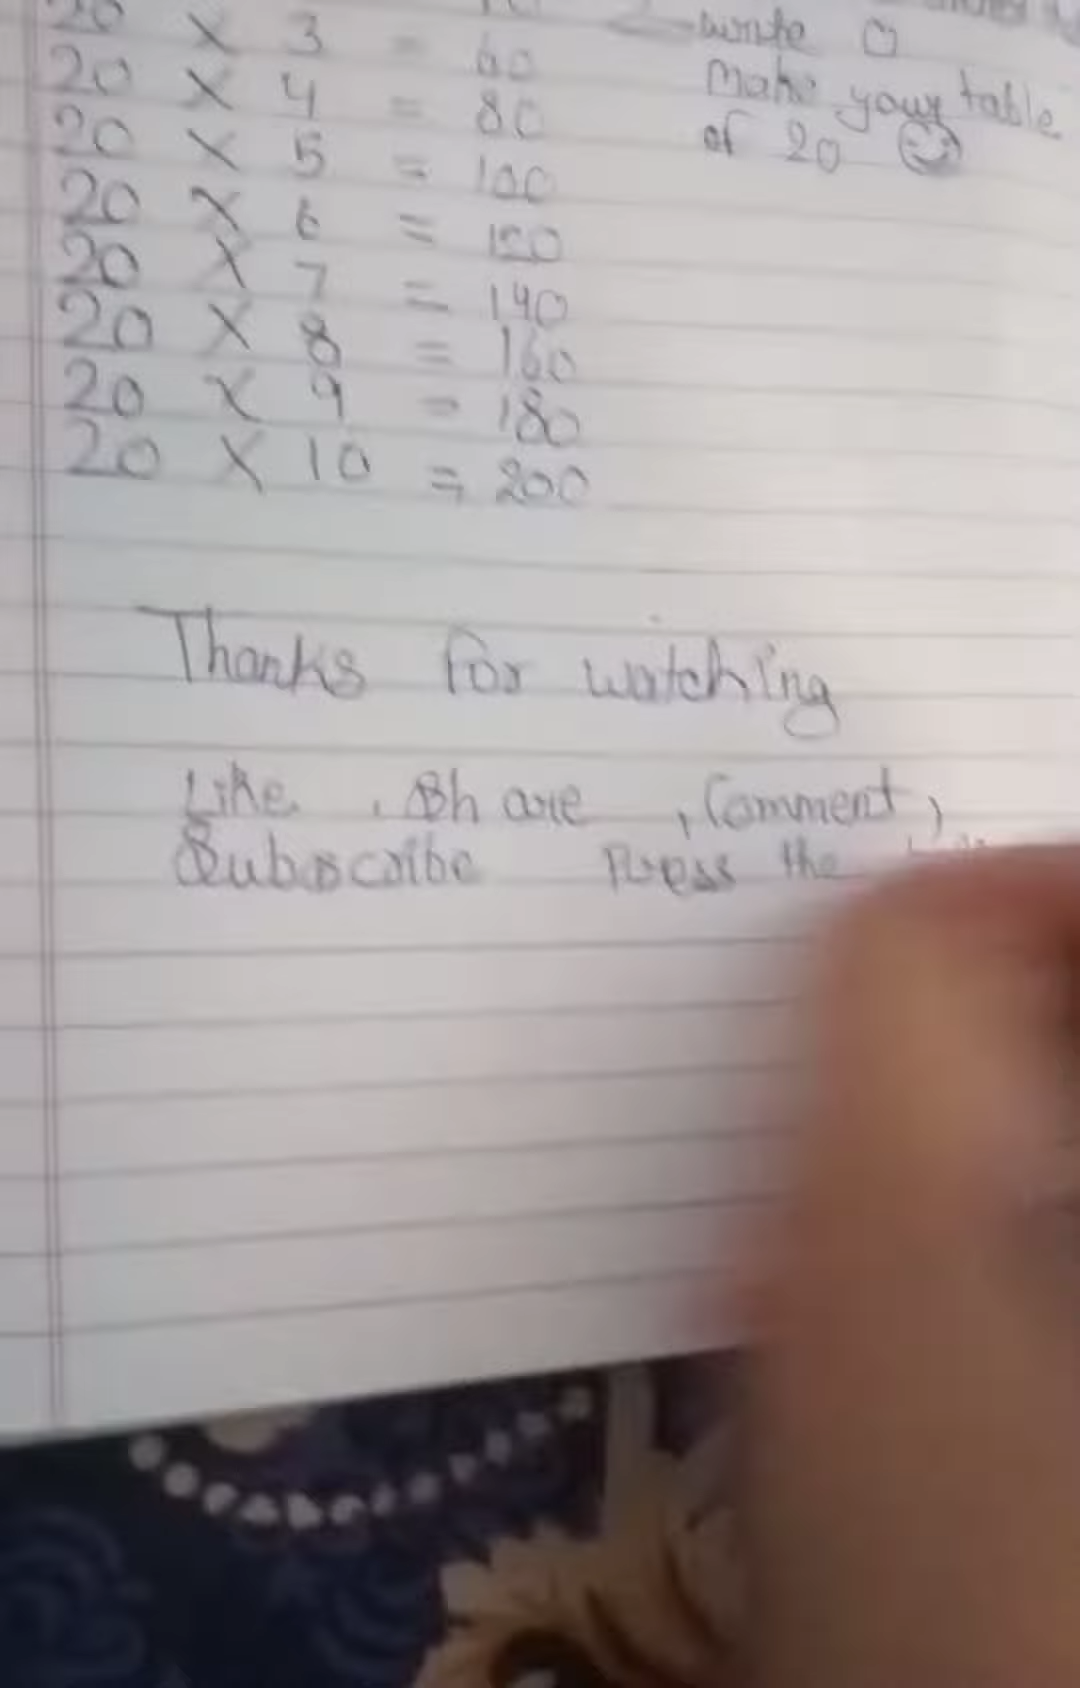 20 × 3 = 60
20 × 4 = 80
20 × 5 = 100
20 × 6 = 120
20 × 7 = 140
20 × 8 = 160
20 × 9 = 180
20 × 10 = 200
write 0
Make your table
of 20
Thanks for watching
Like, Share, Comment,
Subscribe Press the